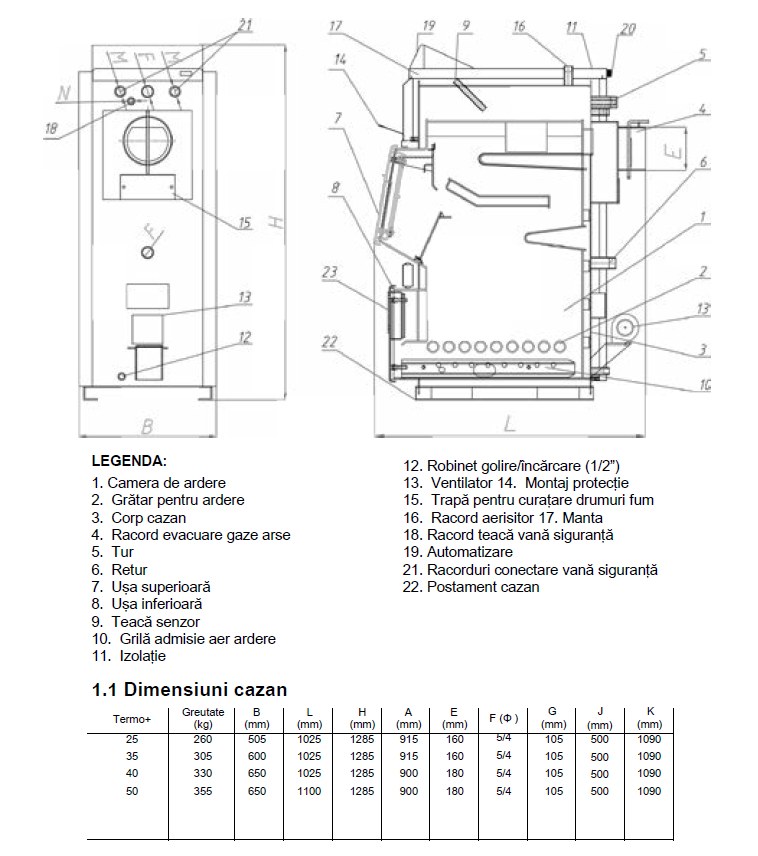 21
M
F
M
N
18
15
F
13
12
H
B
17
19
9
16
11
20
14
5
7
4
E
6
8
1
23
2
13
22
3
10
L
LEGENDA:
1. Camera de ardere
2. Grătar pentru ardere
3. Corp cazan
4. Racord evacuare gaze arse
5. Tur
6. Retur
7. Ușa superioară
8. Ușa inferioară
9. Teacă senzor
10. Grilă admisie aer ardere
11. Izolație
12. Robinet golire/încărcare (1/2”)
13. Ventilator 14. Montaj protecție
15. Trapă pentru curațare drumuri fum
16. Racord aerisitor 17. Manta
18. Racord teacă vană siguranță
19. Automatizare
21. Racorduri conectare vană siguranță
22. Postament cazan
1.1 Dimensiuni cazan
Termo+ Greutate (kg) B (mm) L (mm) H (mm) A (mm) E (mm) F (Φ ) G (mm) J (mm) K (mm)
25 260 505 1025 1285 915 160 5/4 105 500 1090
35 305 600 1025 1285 915 160 5/4 105 500 1090
40 330 650 1025 1285 900 180 5/4 105 500 1090
50 355 650 1100 1285 900 180 5/4 105 500 1090